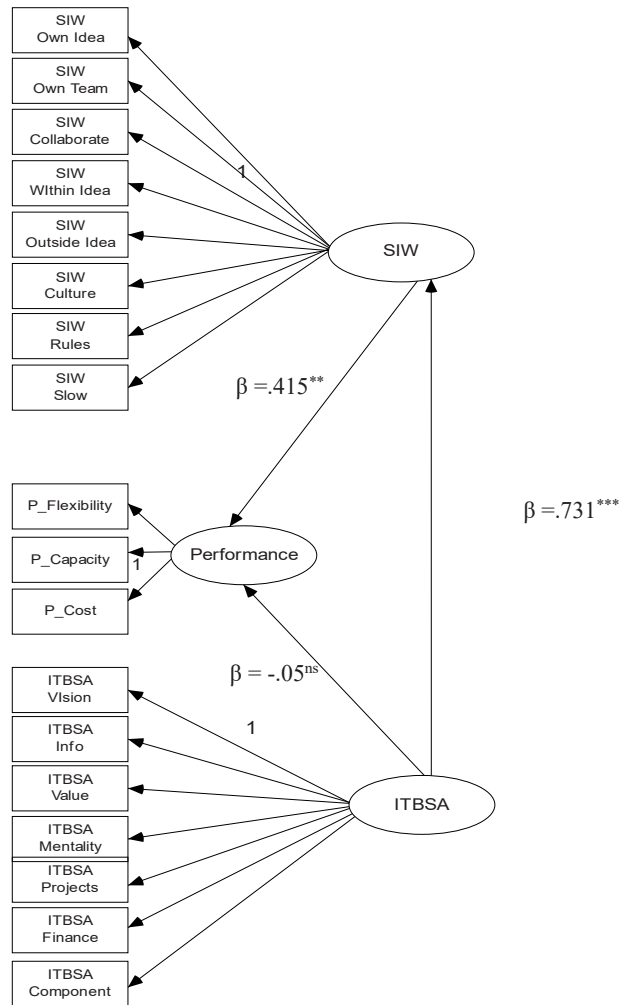 SIW
Own Idea
SIW
Own Team
SIW
Collaborate
1
SIW
WIthin Idea
SIW
Outside Idea
SIW
SIW
Culture
SIW
Rules
SIW
Slow
β =.415**
β =.731***
P_Flexibility
P_Capacity
1
Performance
P_Cost
β = -.05ns
ITBSA
VIsion
1
ITBSA
Info
ITBSA
Value
ITBSA
ITBSA
Mentality
ITBSA
Projects
ITBSA
Finance
ITBSA
Component